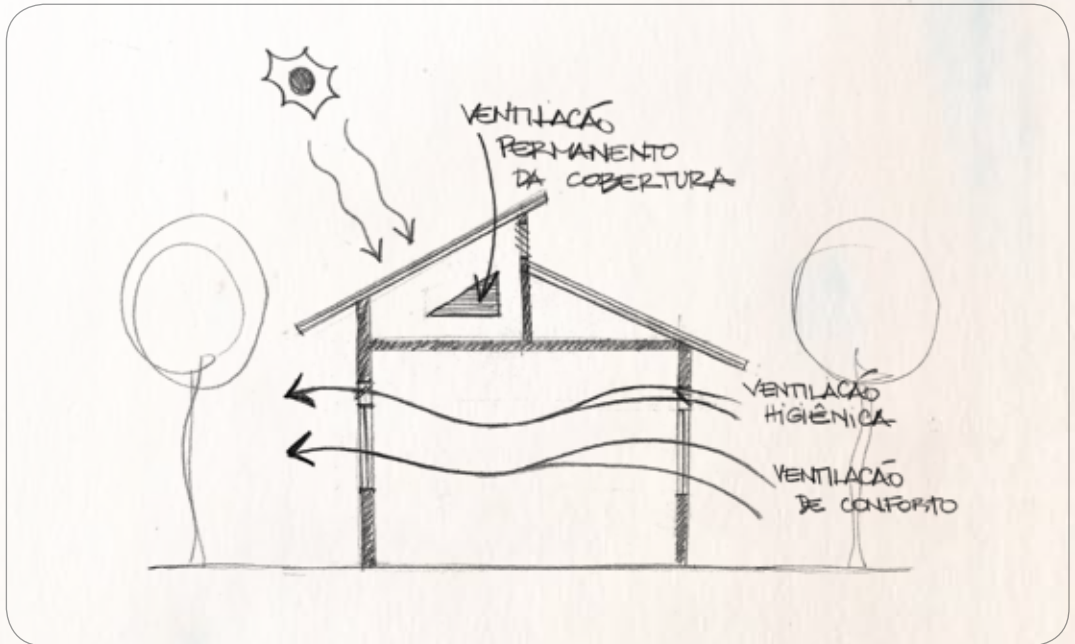 VENTILAÇÃO
PERMANENTO
DA COBERTURA
VENTILAÇÃO
HIGIÊNICA
VENTILAÇÃO
DE CONFORTO